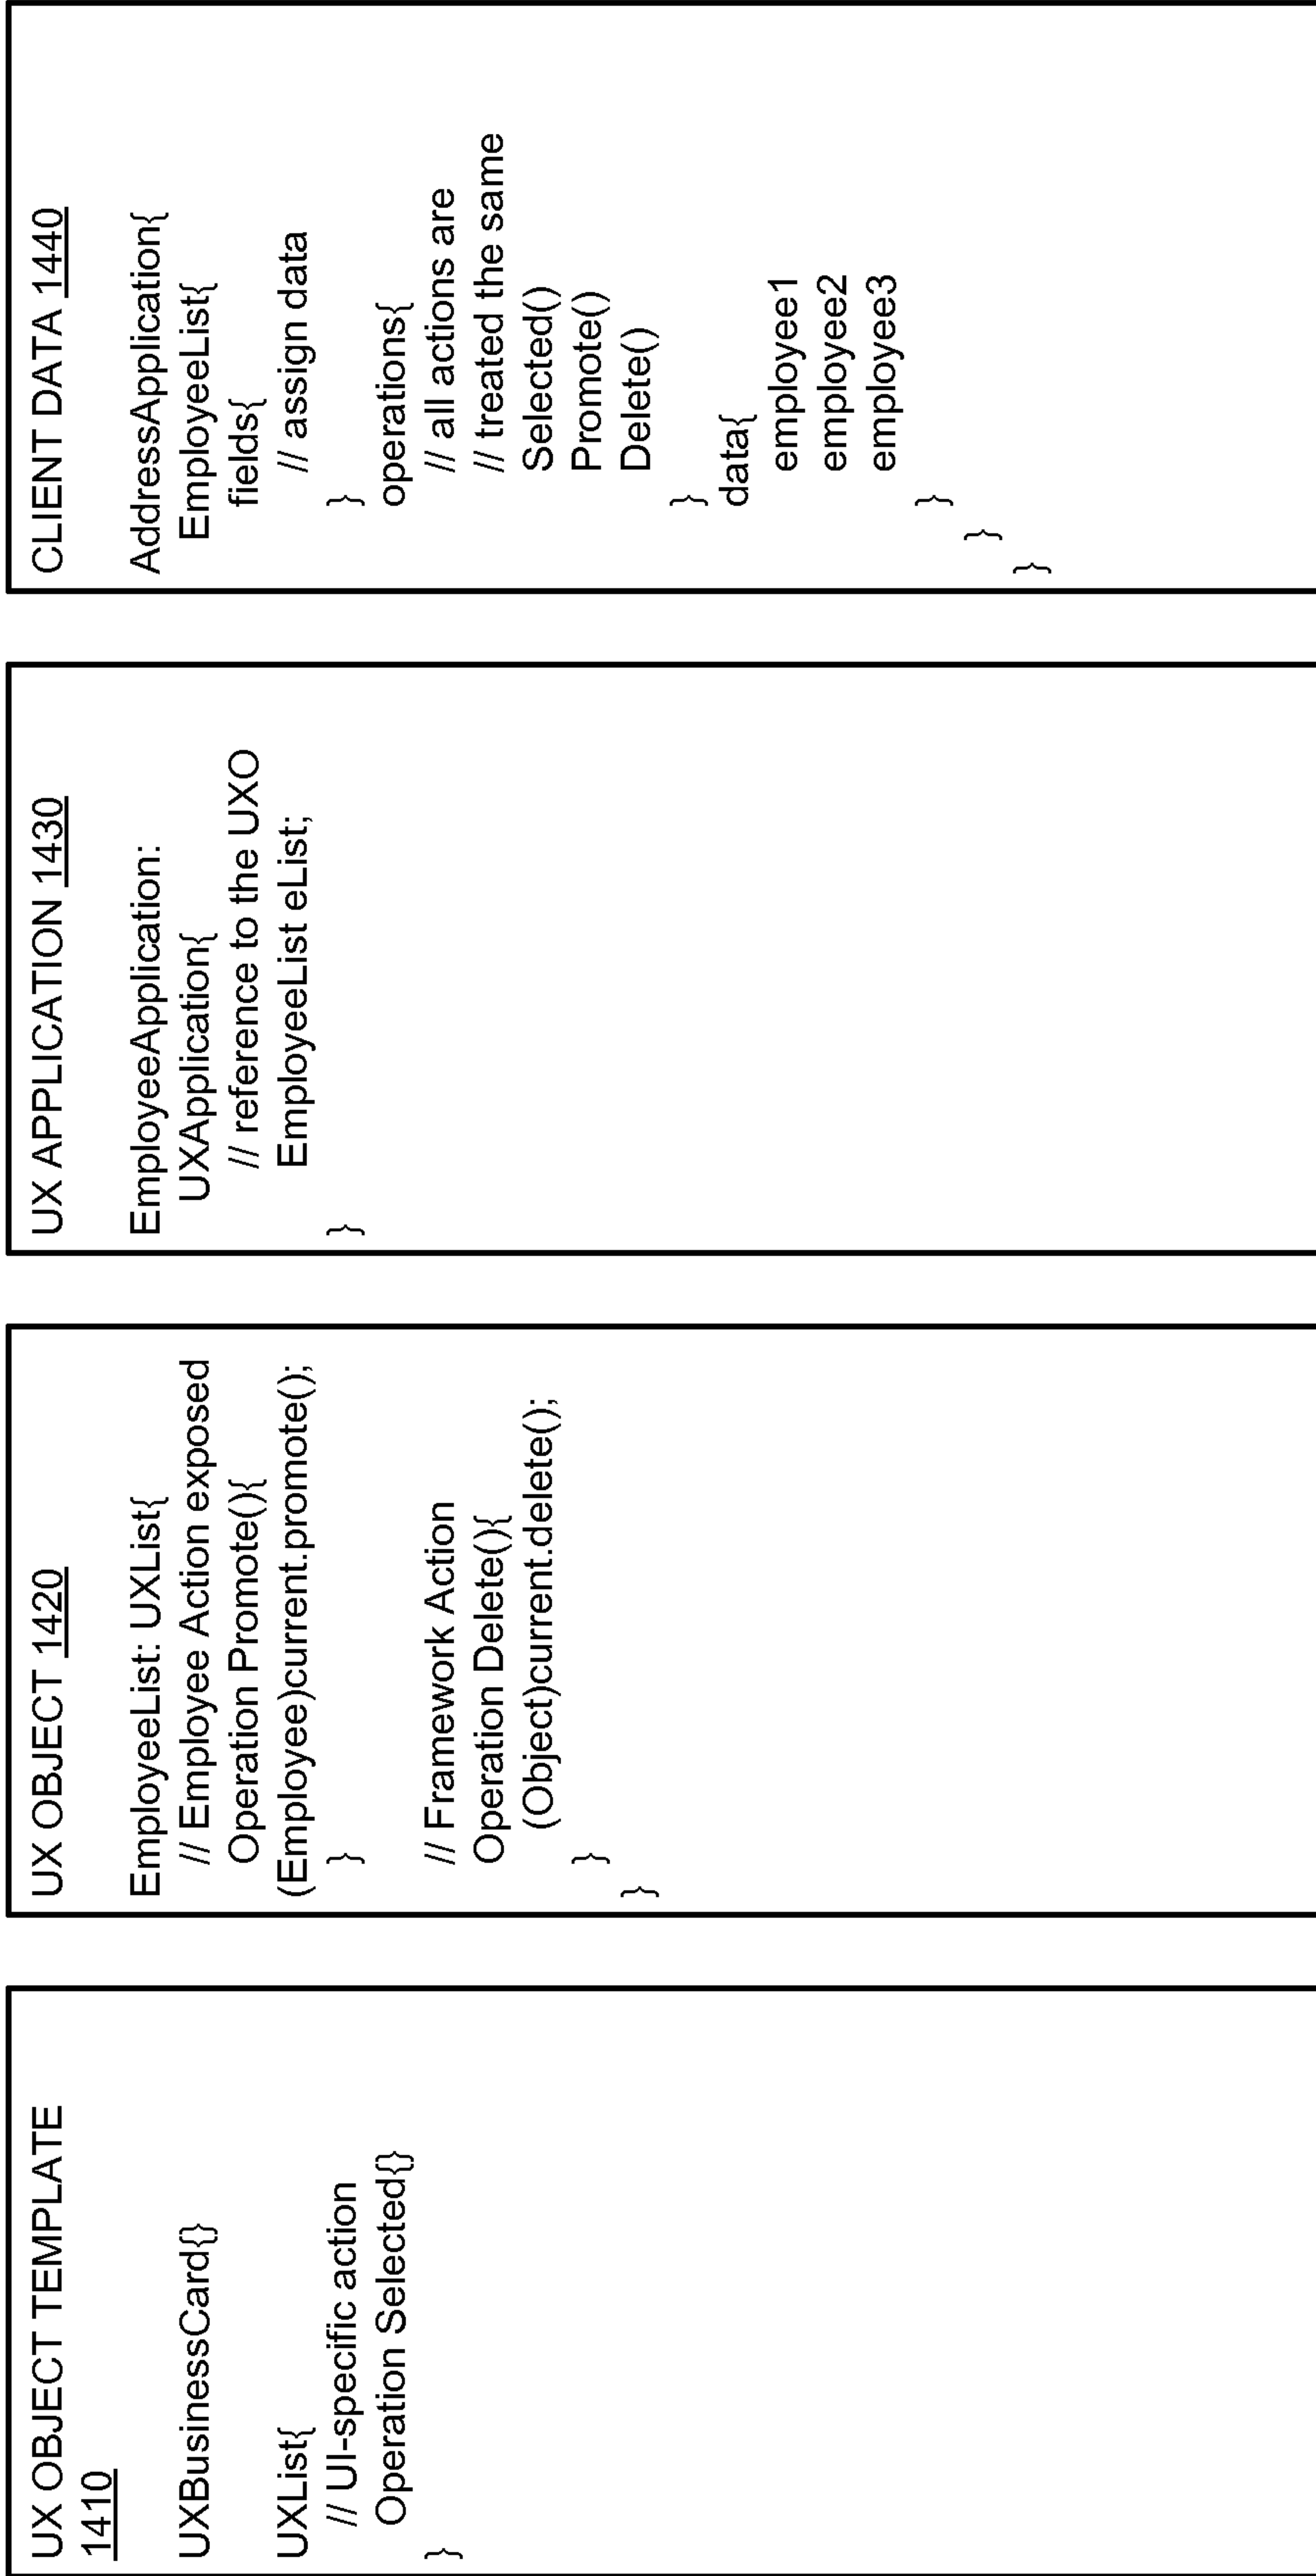 UX OBJECT TEMPLATE
1410
UXBusinessCard{}
UXList{
// UI-specific action
Operation Selected{}
}
UX OBJECT 1420
EmployeeList: UXList{
// Employee Action exposed
Operation Promote(){
(Employee)current.promote();
}
// Framework Action
Operation Delete(){
(Object)current.delete();
}
}
UX APPLICATION 1430
EmployeeApplication:
UXApplication{
// reference to the UXO
EmployeeList eList;
}
CLIENT DATA 1440
AddressApplication{
EmployeeList{
fields{
// assign data
}
operations{
// all actions are
// treated the same
Selected()
Promote()
Delete()
}
data{
employee1
employee2
employee3
}
}
}